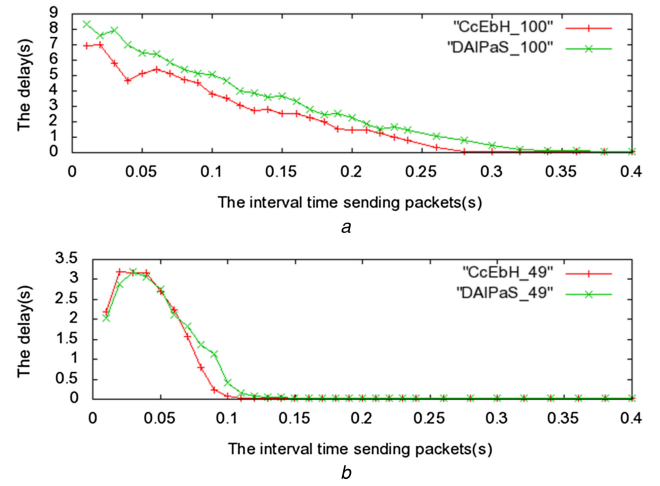 9
8
7
6
5
4
3
2
1
0
The delay(s)
"CcEbH_100"
"DAIPaS_100"
0 0.05 0.1 0.15 0.2 0.25 0.3 0.35 0.4
The interval time sending packets(s)
a
3.5
3
2.5
2
1.5
1
0.5
0
The delay(s)
"CcEbH_49"
"DAIPaS_49"
0 0.05 0.1 0.15 0.2 0.25 0.3 0.35 0.4
The interval time sending packets(s)
b